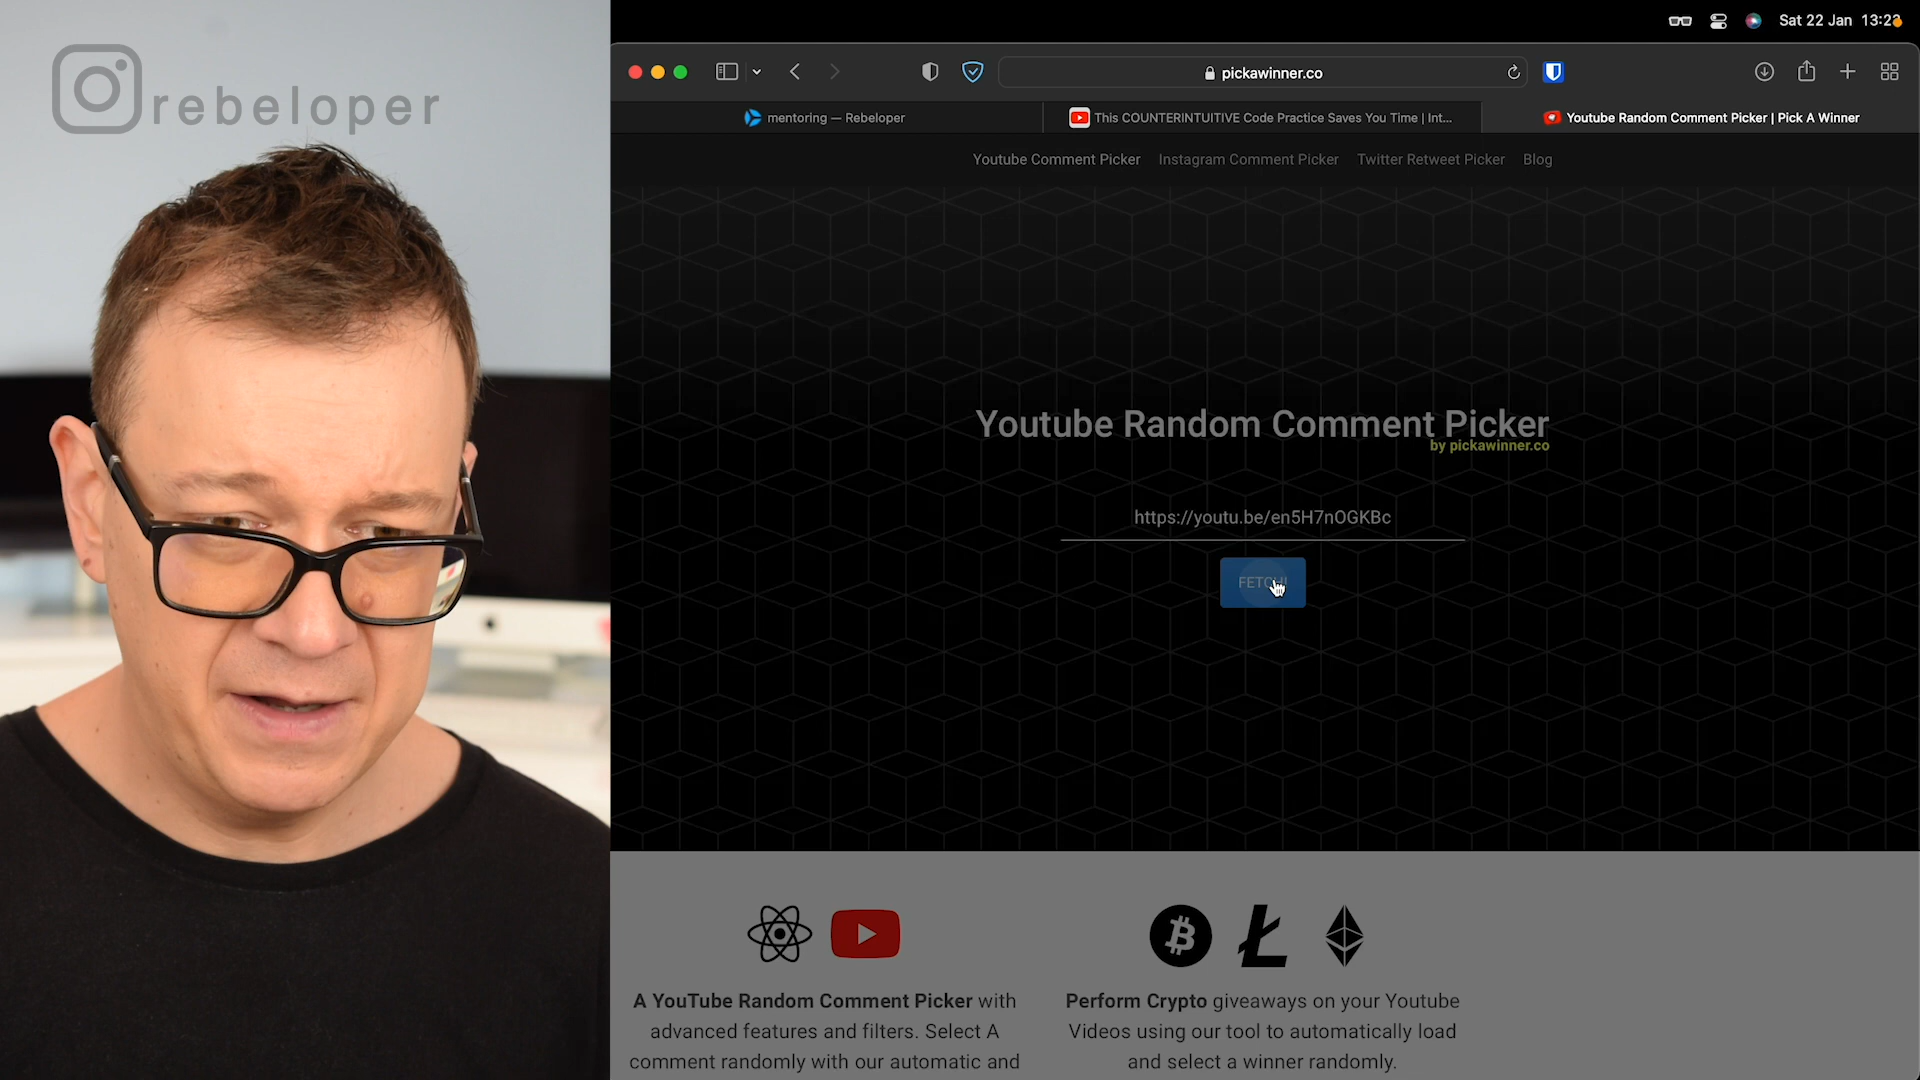 rebeloper
Sat 22 Jan 13:23
pickawinner.co
mentoring — Rebeloper
This COUNTERINTUITIVE Code Practice Saves You Time | Int...
Youtube Random Comment Picker | Pick A Winner
Youtube Comment Picker Instagram Comment Picker Twitter Retweet Picker Blog
Youtube Random Comment Picker
by pickawinner.co
https://youtu.be/en5H7nOGKBc
FETCH!
A YouTube Random Comment Picker with
advanced features and filters. Select A
comment randomly with our automatic and
Perform Crypto giveaways on your Youtube
Videos using our tool to automatically load
and select a winner randomly.